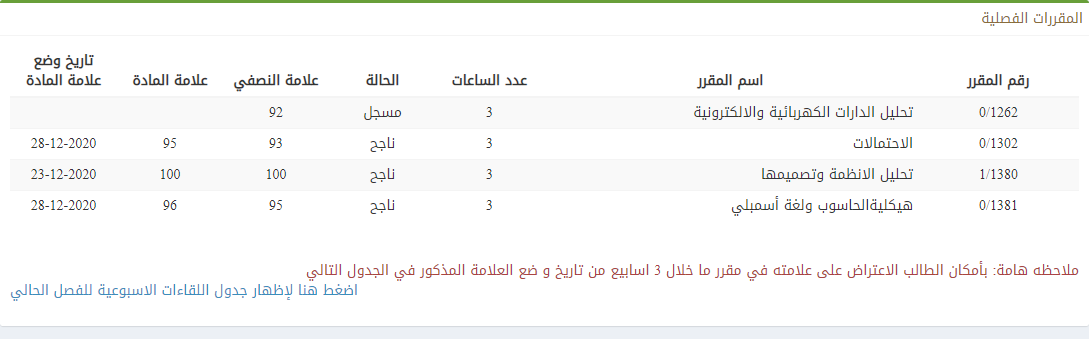 المقررات الفصلية
رقم المقرر اسم المقرر عدد الساعات الحالة علامة النصفي علامة المادة تاريخ وضع علامة المادة
0/1262 تحليل الدارات الكهربائية والالكترونية 3 مسجل 92
0/1302 الاحتمالات 3 ناجح 93 95 28-12-2020
1/1380 تحليل الانظمة وتصميمها 3 ناجح 100 100 23-12-2020
0/1381 هيكليةالحاسوب ولغة أسمبلي 3 ناجح 95 96 28-12-2020
ملاحظه هامة: بأمكان الطالب الاعتراض على علامته في مقرر ما خلال 3 اسابيع من تاريخ و ضع العلامة المذكور في الجدول التالي
اضغط هنا لإظهار جدول اللقاءات الاسبوعية للفصل الحالي